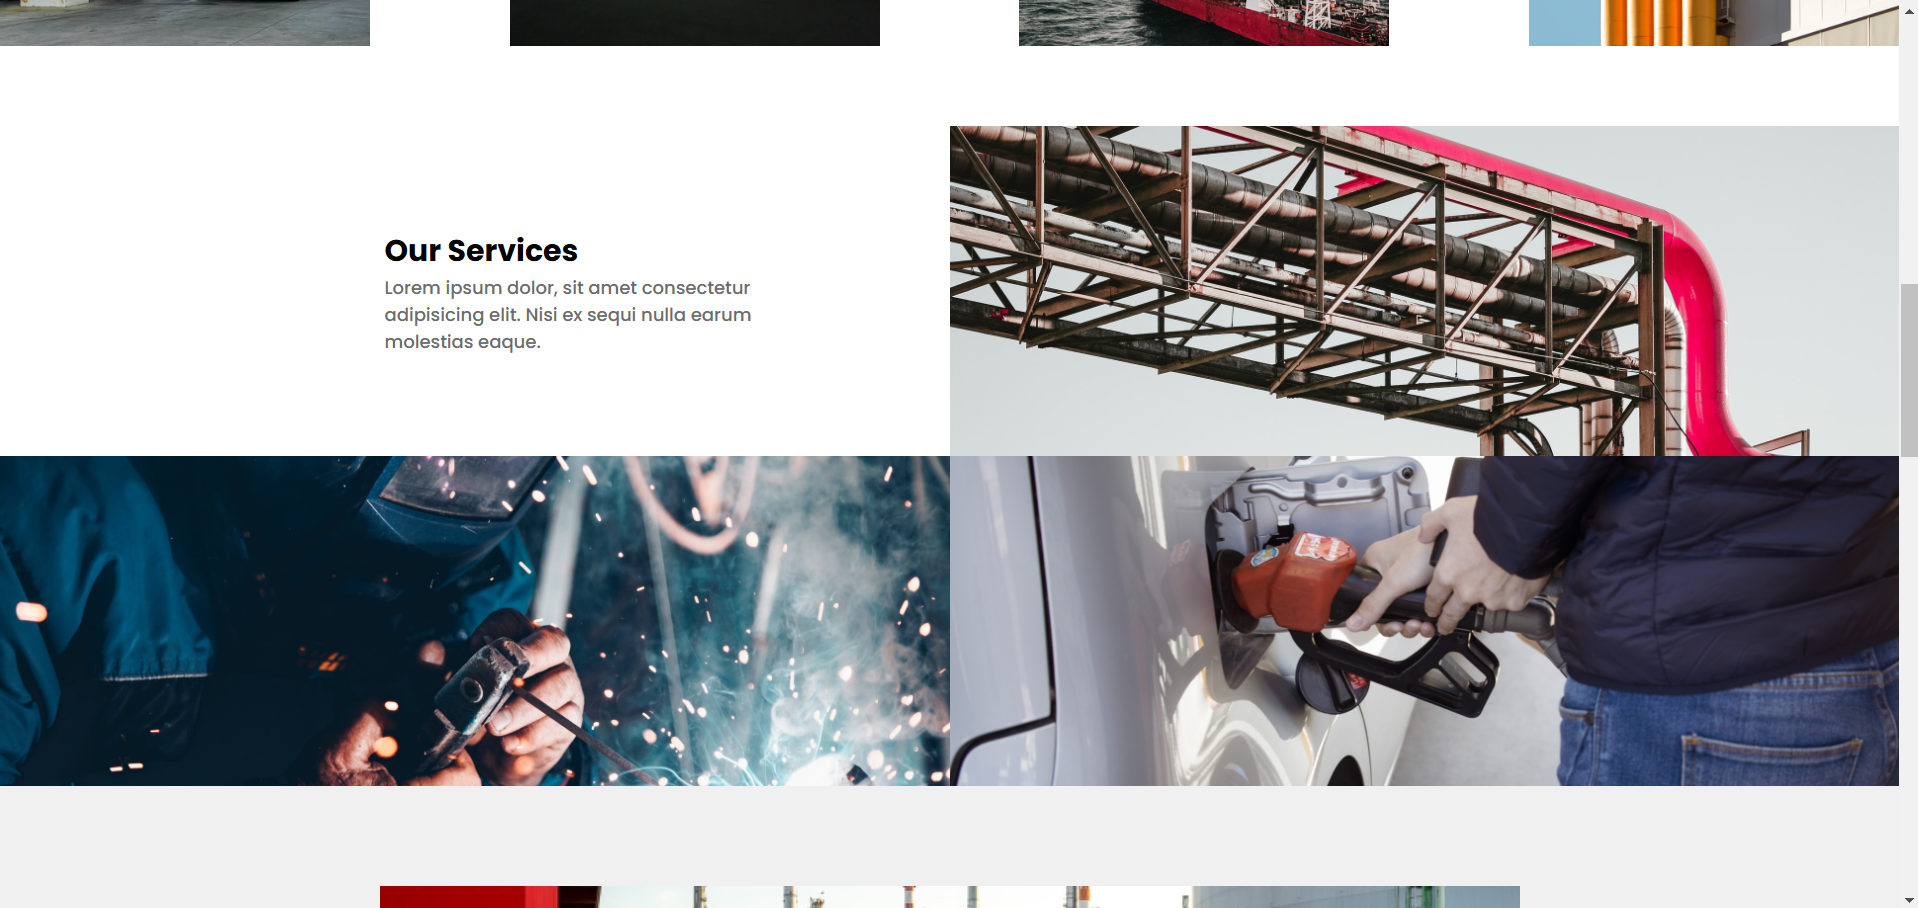 Our Services
Lorem ipsum dolor, sit amet consectetur
adipisicing elit. Nisi ex sequi nulla earum
molestias eaque.